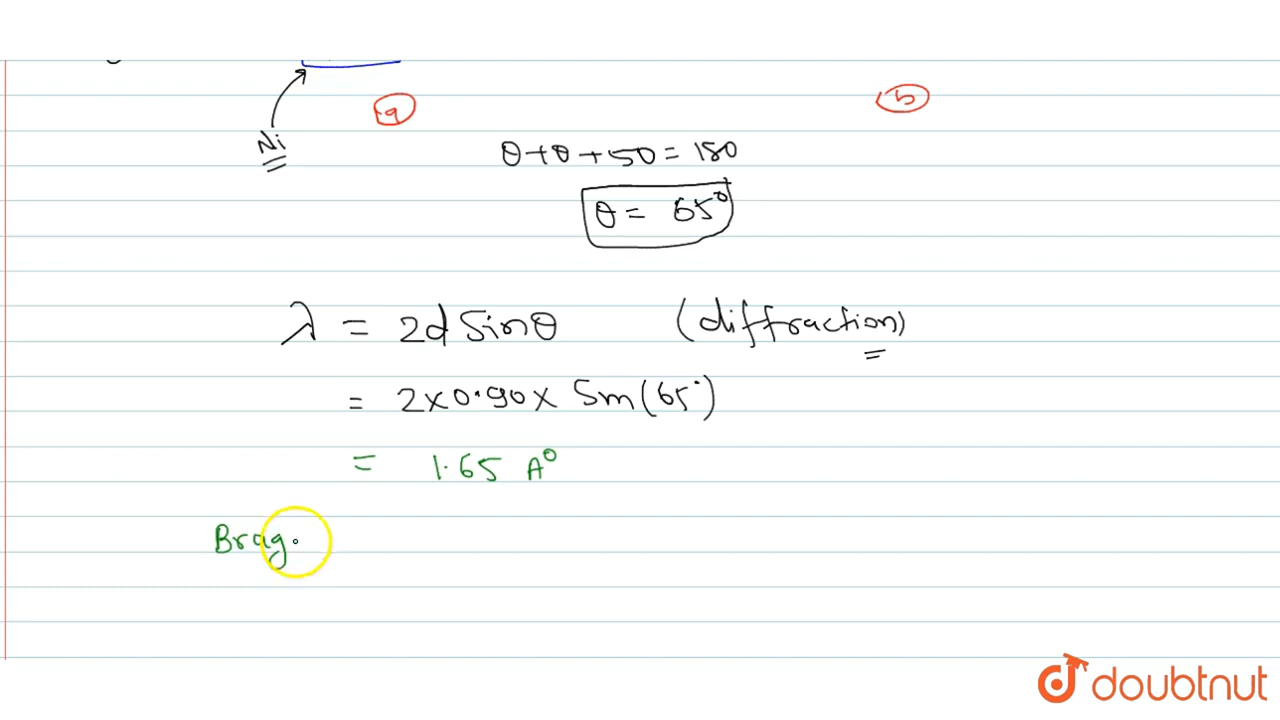 a
b
Ni
θ+θ+50=180
θ= 65°
λ = 2d Sinθ (diffraction)
= 2×0.90× Sin(65°)
= 1.65 A°
Brag
doubtnut